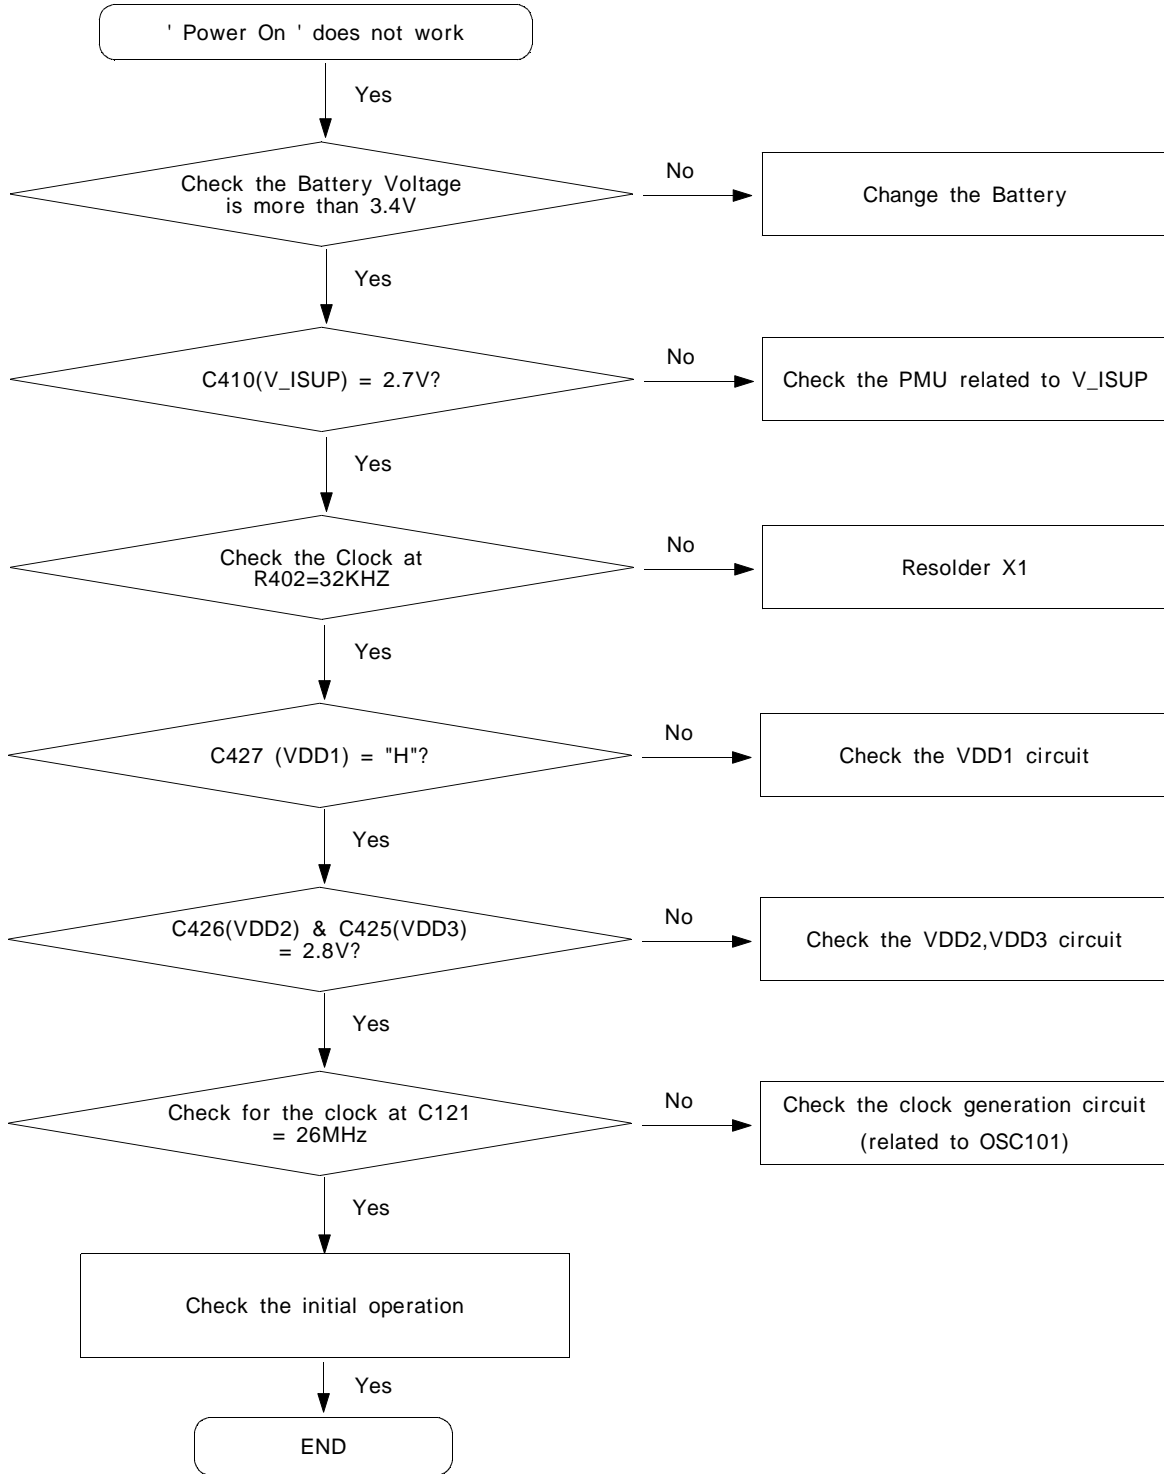 ' Power On ' does not work
Yes
Check the Battery Voltage
is more than 3.4V
No
Change the Battery
Yes
C410(V_ISUP) = 2.7V?
No
Check the PMU related to V_ISUP
Yes
Check the Clock at
R402=32KHZ
No
Resolder X1
Yes
C427 (VDD1) = "H"?
No
Check the VDD1 circuit
Yes
C426(VDD2) & C425(VDD3)
= 2.8V?
No
Check the VDD2,VDD3 circuit
Yes
Check for the clock at C121
= 26MHz
No
Check the clock generation circuit
(related to OSC101)
Yes
Check the initial operation
Yes
END